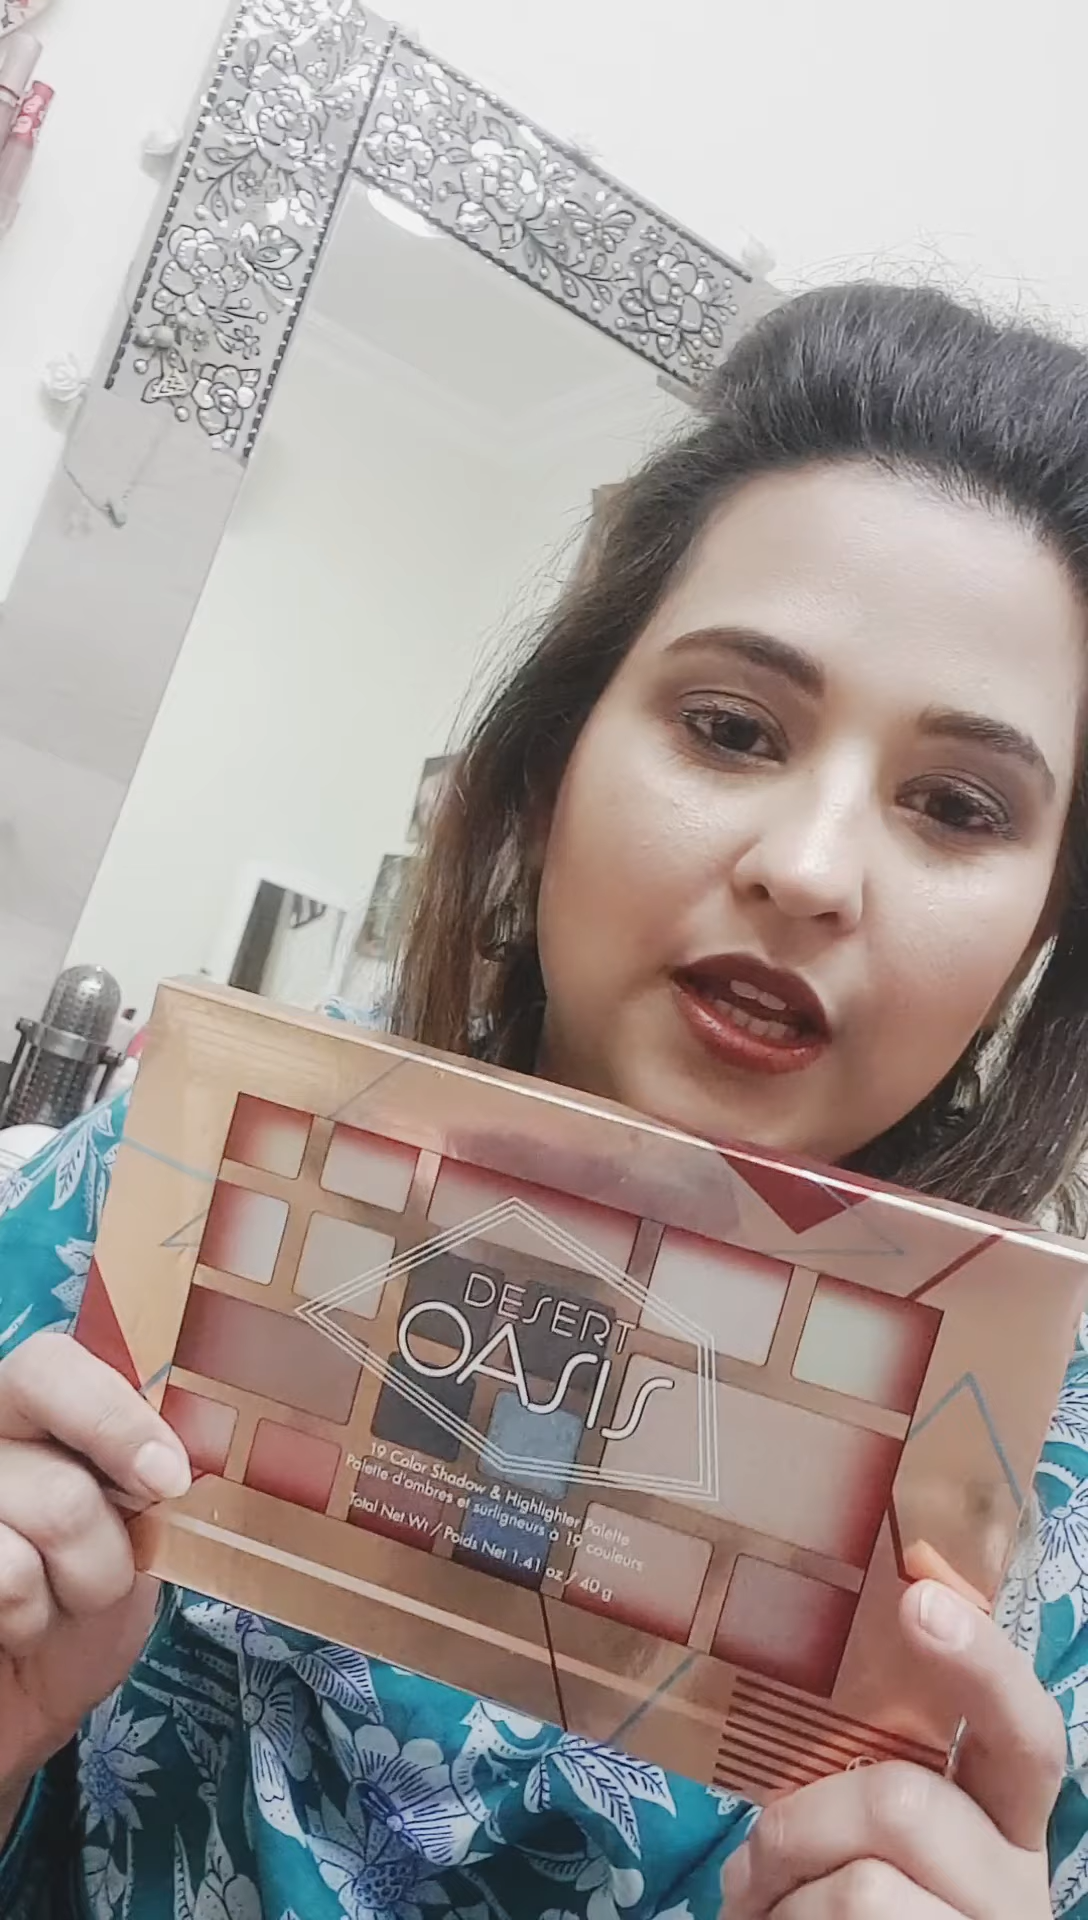 DESERT
OASIS
19 Color Shadow & Highlighter Palette
Palette d'ombres et surligneurs à 19 couleurs
Total Net Wt / Poids Net 1.41 oz / 40 g